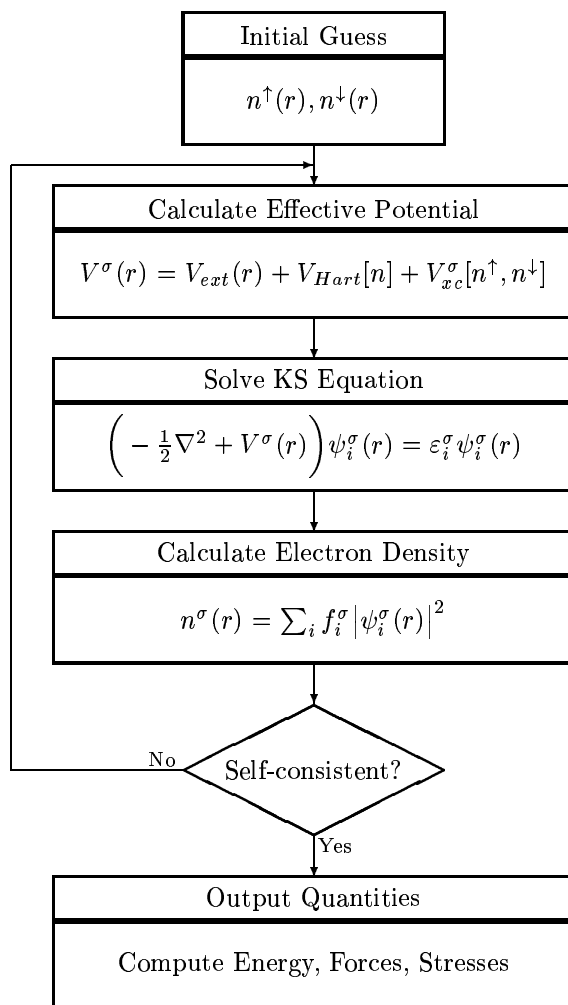 Initial Guess
n↑(r), n↓(r)
Calculate Effective Potential
V^σ(r) = V_ext(r) + V_Hart[n] + V^σ_xc[n↑, n↓]
Solve KS Equation
(− ½∇² + V^σ(r))ψ^σ_i(r) = ε^σ_i ψ^σ_i(r)
Calculate Electron Density
n^σ(r) = ∑_i f^σ_i |ψ^σ_i(r)|²
No
Self-consistent?
Yes
Output Quantities
Compute Energy, Forces, Stresses